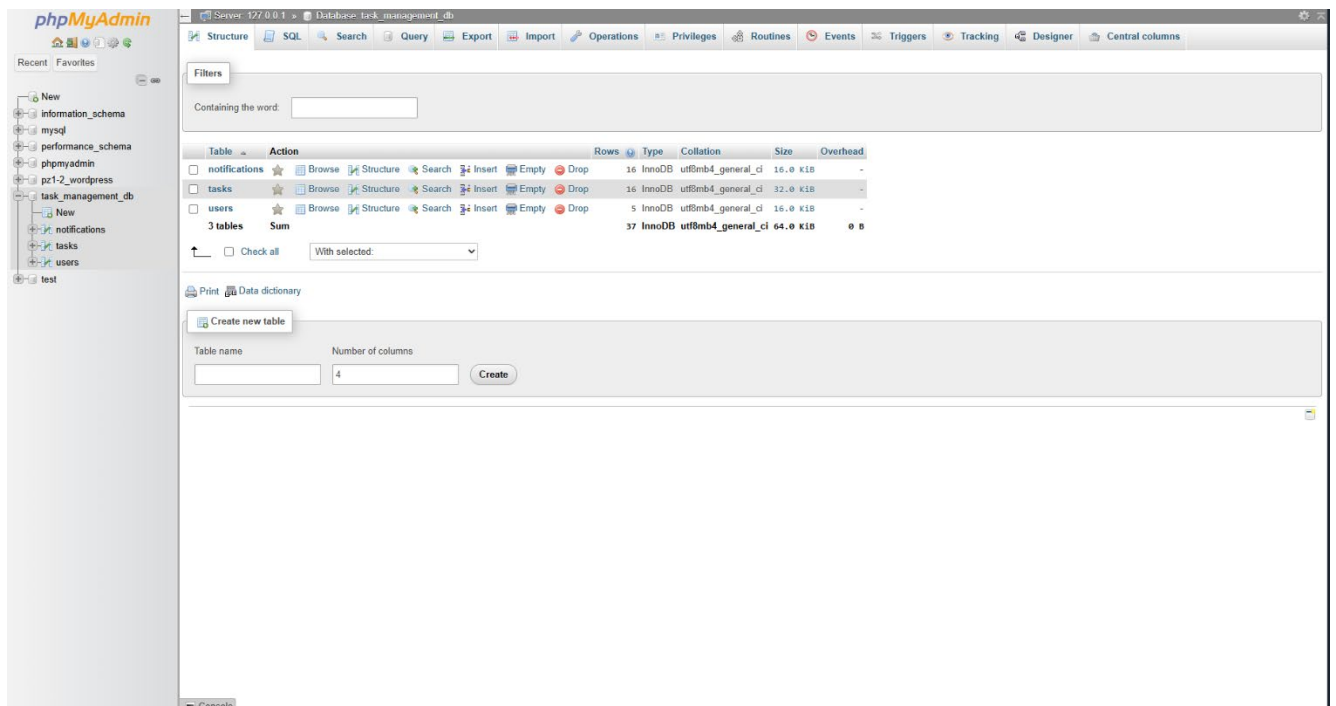 phpMyAdmin
Recent Favorites
New
information_schema
mysql
performance_schema
phpmyadmin
pz1-2_wordpress
task_management_db
New
notifications
tasks
users
test
Server: 127.0.0.1 » Database: task_management_db
Structure SQL Search Query Export Import Operations Privileges Routines Events Triggers Tracking Designer Central columns
Filters
Containing the word:
Table Action Rows Type Collation Size Overhead
notifications Browse Structure Search Insert Empty Drop 16 InnoDB utf8mb4_general_ci 16.0 KiB -
tasks Browse Structure Search Insert Empty Drop 16 InnoDB utf8mb4_general_ci 32.0 KiB -
users Browse Structure Search Insert Empty Drop 5 InnoDB utf8mb4_general_ci 16.0 KiB -
3 tables Sum 37 InnoDB utf8mb4_general_ci 64.0 KiB 0 B
Check all With selected:
Print Data dictionary
Create new table
Table name Number of columns
4 Create
Console